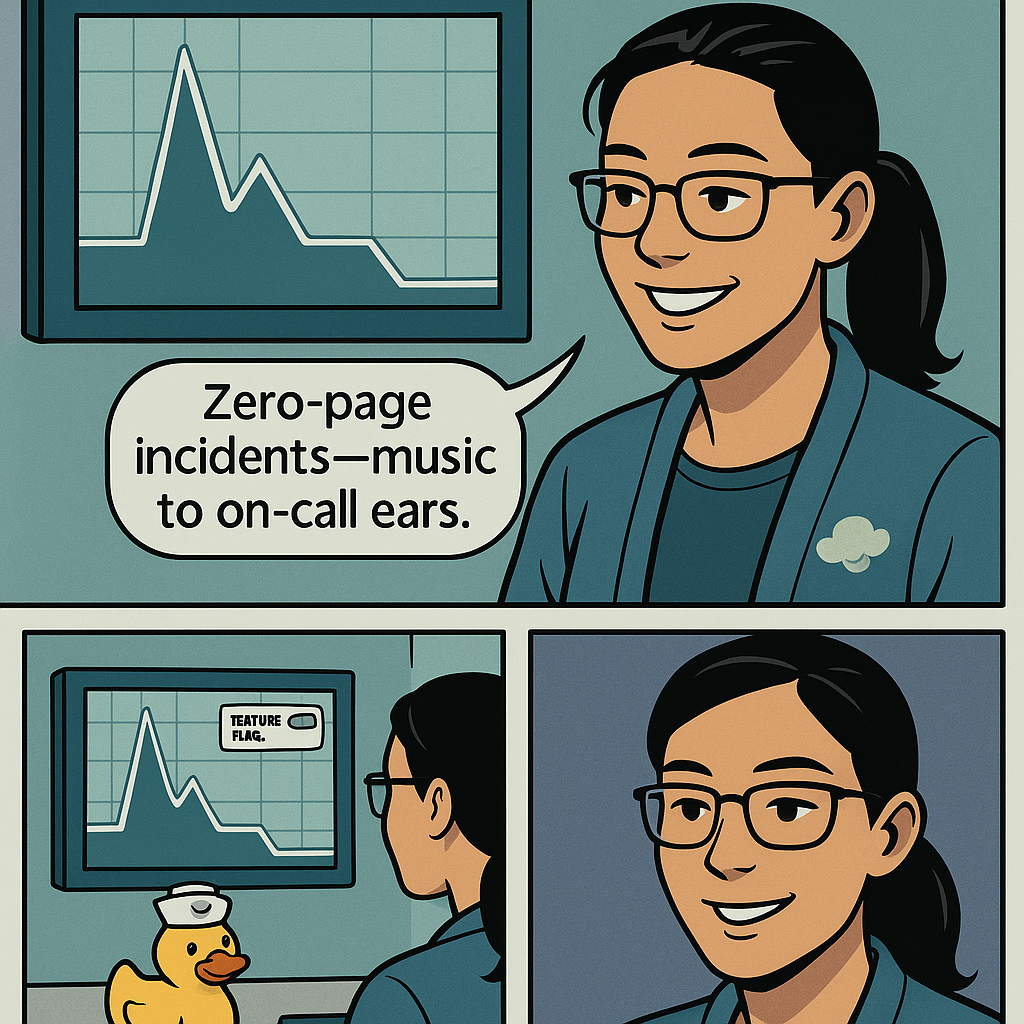 Zero-page
incidents—music
to on-call ears.
TEATURE
FLAG.